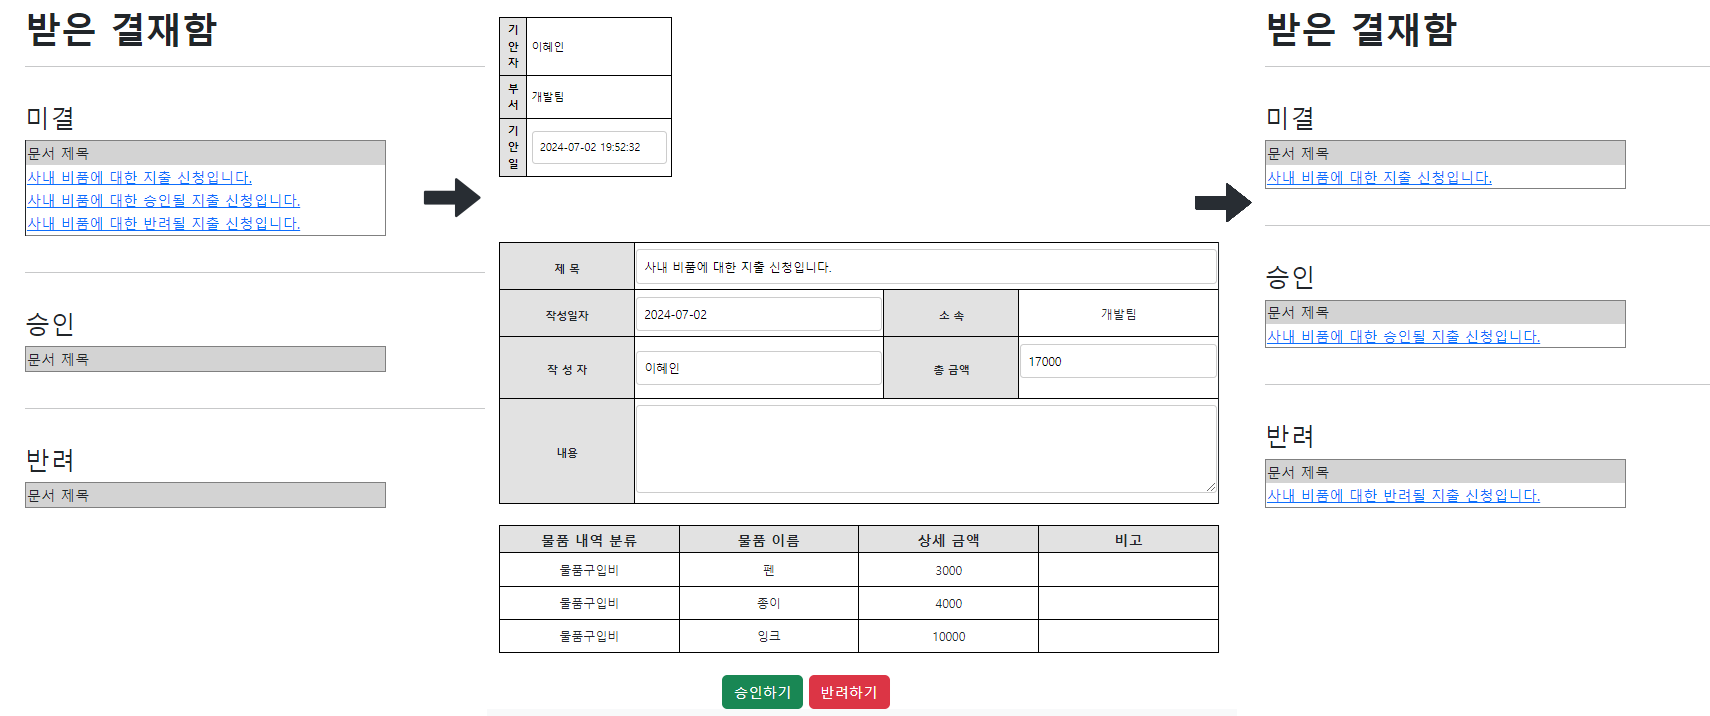 받은 결재함
미결
문서 제목
사내 비품에 대한 지출 신청입니다.
사내 비품에 대한 승인될 지출 신청입니다.
사내 비품에 대한 반려될 지출 신청입니다.
승인
문서 제목
반려
문서 제목
기안자 이혜인
부서 개발팀
기안일 2024-07-02 19:52:32
제 목 사내 비품에 대한 지출 신청입니다.
작성일자 2024-07-02 소 속 개발팀
작 성 자 이혜인 총 금액 17000
내용
물품 내역 분류 물품 이름 상세 금액 비고
물품구입비 펜 3000
물품구입비 종이 4000
물품구입비 잉크 10000
승인하기 반려하기
받은 결재함
미결
문서 제목
사내 비품에 대한 지출 신청입니다.
승인
문서 제목
사내 비품에 대한 승인될 지출 신청입니다.
반려
문서 제목
사내 비품에 대한 반려될 지출 신청입니다.